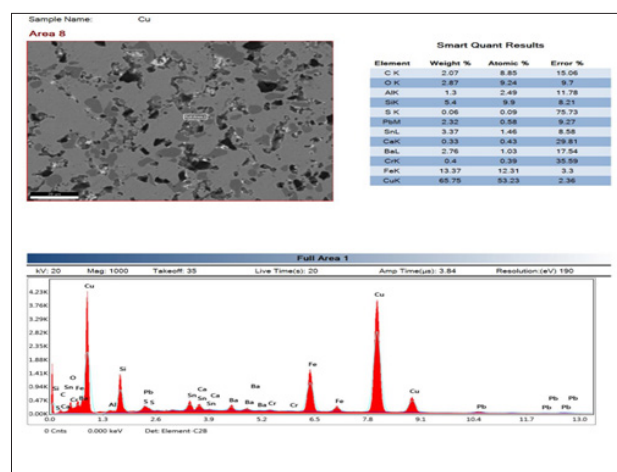 Sample Name: Cu
Area 8
Smart Quant Results
Element Weight % Atomic % Error %
C K 2.07 8.85 15.06
O K 2.87 9.24 9.7
AlK 1.3 2.49 11.78
SiK 5.4 9.9 8.21
S K 0.06 0.09 75.73
PbM 2.32 0.58 9.27
SnL 3.37 1.46 8.58
CaK 0.33 0.43 29.81
BaL 2.76 1.03 17.54
CrK 0.4 0.39 35.59
FeK 13.37 12.31 3.3
CuK 65.75 53.23 2.36
Full Area 1
kV: 20 Mag: 1000 Takeoff: 35 Live Time(s): 20 Amp Time(µs): 3.84 Resolution:(eV) 190
4.23K
3.76K
3.29K
2.82K
2.35K
1.88K
1.41K
0.94K
0.47K
0.00K
Cu
Cu
Si
Fe
Pb
Ca
Ba
Cu
Si
O
C
Sn
Fe
S
Al
S
S
Sn
Ca
Sn
Ba
Ba
Ba
Cr
Cr
Fe
Pb
Pb
Pb
Pb
Pb
0.0 1.3 2.6 3.9 5.2 6.5 7.8 9.1 10.4 11.7 13.0
0 Cnts 0.000 keV Det: Element-C2B